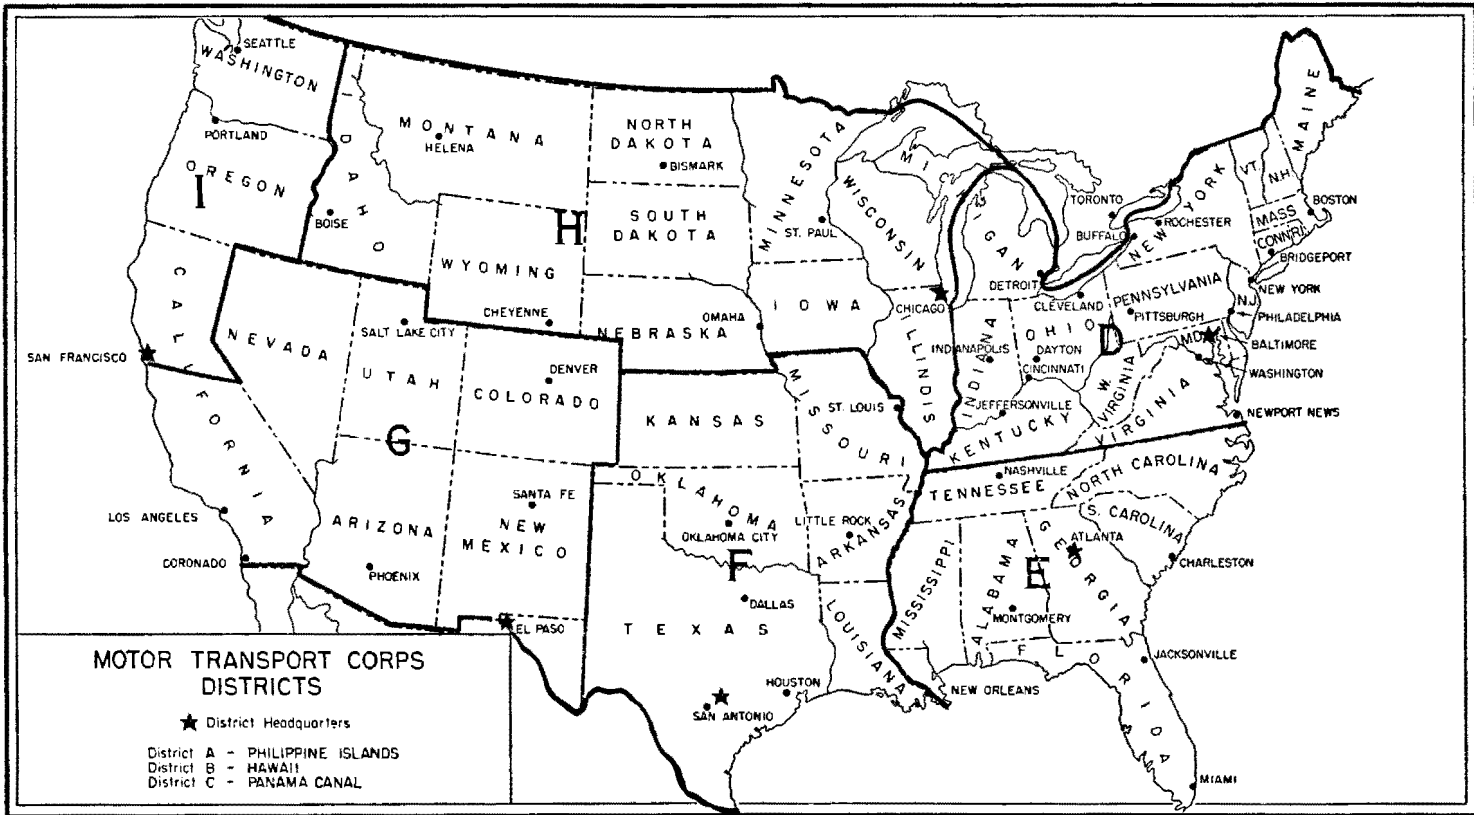 SEATTLE
WASHINGTON
PORTLAND
OREGON
I
IDAHO
BOISE
MONTANA
HELENA
NORTH
DAKOTA
BISMARK
SOUTH
DAKOTA
H
WYOMING
CHEYENNE
NEBRASKA
OMAHA
MINNESOTA
ST. PAUL
WISCONSIN
MICHIGAN
IOWA
CHICAGO
ILLINOIS
DETROIT
TORONTO
BUFFALO
ROCHESTER
NEW YORK
VT.
N.H.
MAINE
MASS
BOSTON
CONN
R.I.
BRIDGEPORT
NEW YORK
N.J.
PENNSYLVANIA
PITTSBURGH
PHILADELPHIA
CLEVELAND
OHIO
D
MD.
BALTIMORE
WASHINGTON
INDIANAPOLIS
INDIANA
DAYTON
CINCINNATI
W.
VIRGINIA
VIRGINIA
NEWPORT NEWS
JEFFERSONVILLE
KENTUCKY
CALIFORNIA
SAN FRANCISCO
NEVADA
SALT LAKE CITY
UTAH
DENVER
COLORADO
G
LOS ANGELES
CORONADO
ARIZONA
PHOENIX
SANTA FE
NEW
MEXICO
EL PASO
KANSAS
MISSOURI
ST. LOUIS
OKLAHOMA
OKLAHOMA CITY
LITTLE ROCK
ARKANSAS
F
DALLAS
TEXAS
HOUSTON
SAN ANTONIO
LOUISIANA
NEW ORLEANS
NASHVILLE
TENNESSEE
NORTH CAROLINA
S. CAROLINA
CHARLESTON
ATLANTA
GEORGIA
MISSISSIPPI
ALABAMA
E
MONTGOMERY
FLORIDA
JACKSONVILLE
MIAMI
MOTOR TRANSPORT CORPS
DISTRICTS
District Headquarters
District A - PHILIPPINE ISLANDS
District B - HAWAII
District C - PANAMA CANAL